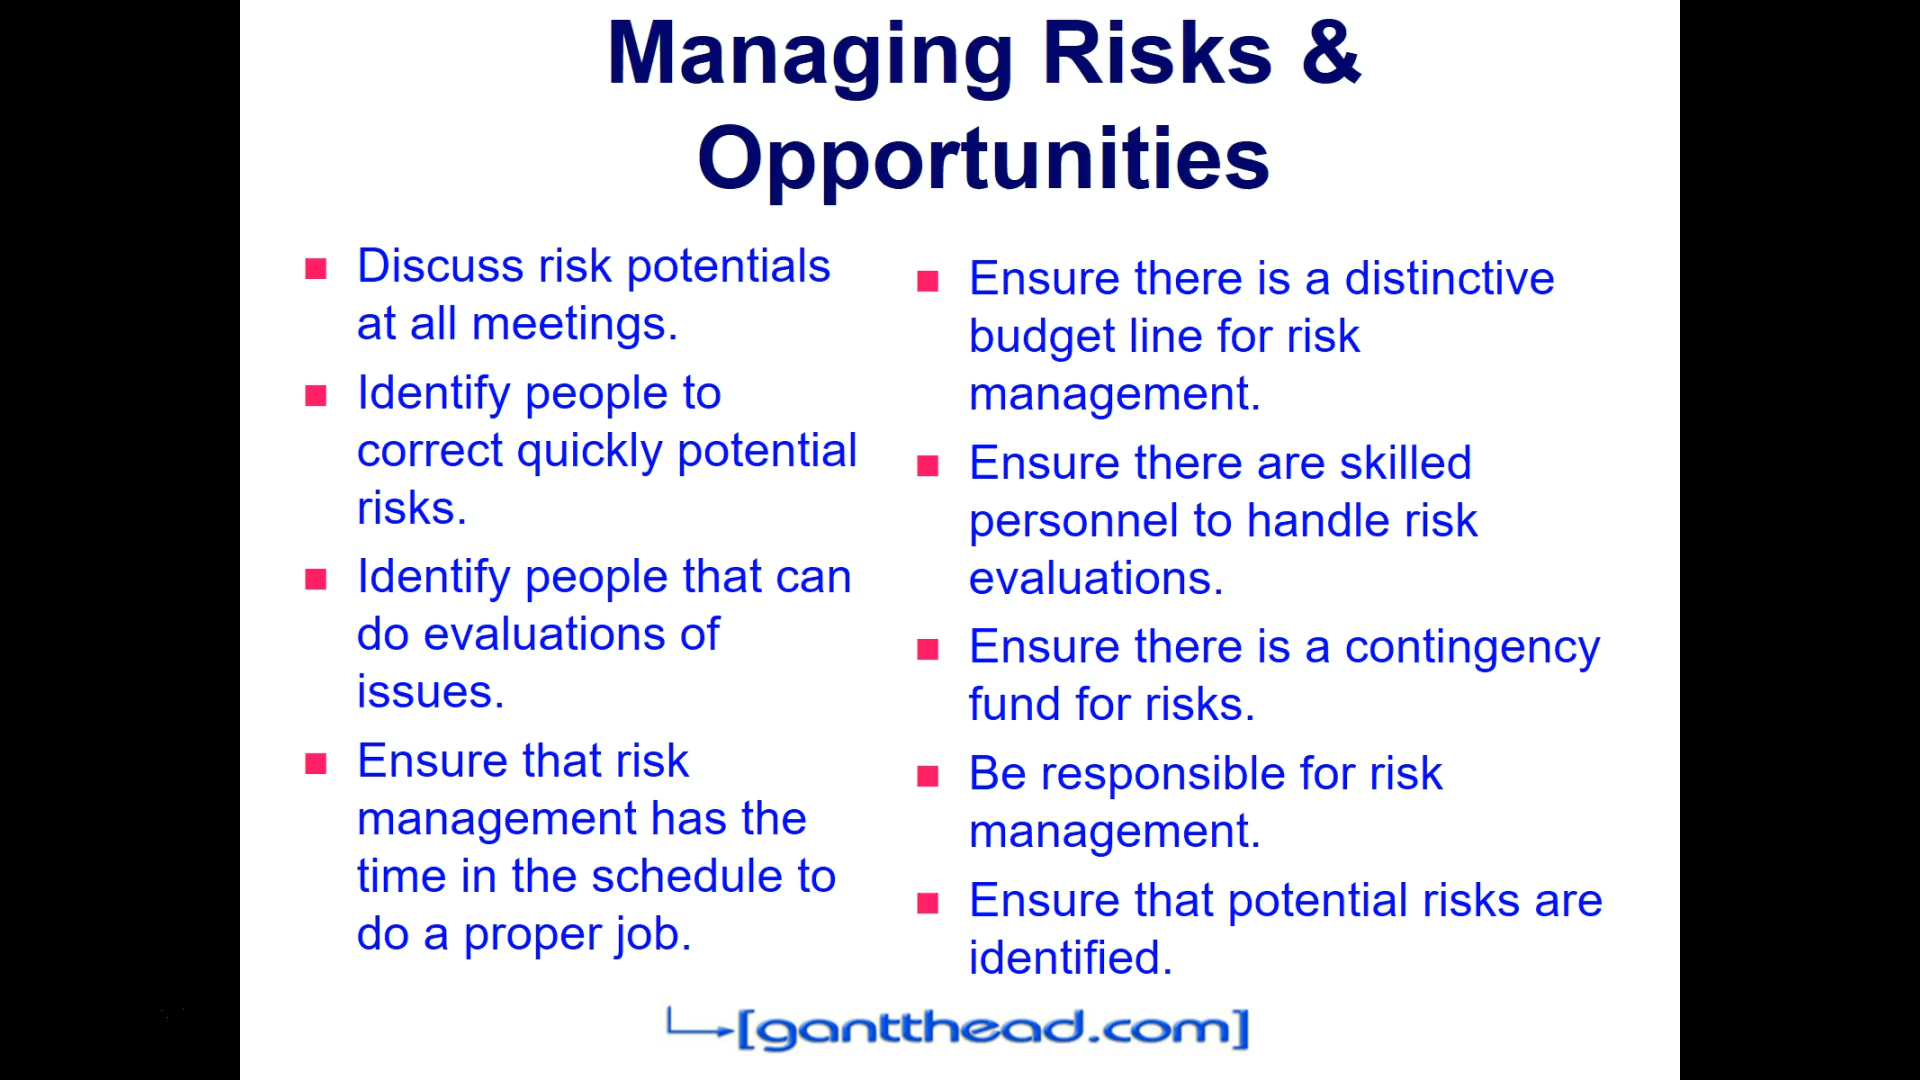 Managing Risks &
Opportunities
Discuss risk potentials
at all meetings.
Identify people to
correct quickly potential
risks.
Identify people that can
do evaluations of
issues.
Ensure that risk
management has the
time in the schedule to
do a proper job.
Ensure there is a distinctive
budget line for risk
management.
Ensure there are skilled
personnel to handle risk
evaluations.
Ensure there is a contingency
fund for risks.
Be responsible for risk
management.
Ensure that potential risks are
identified.
[gantthead.com]